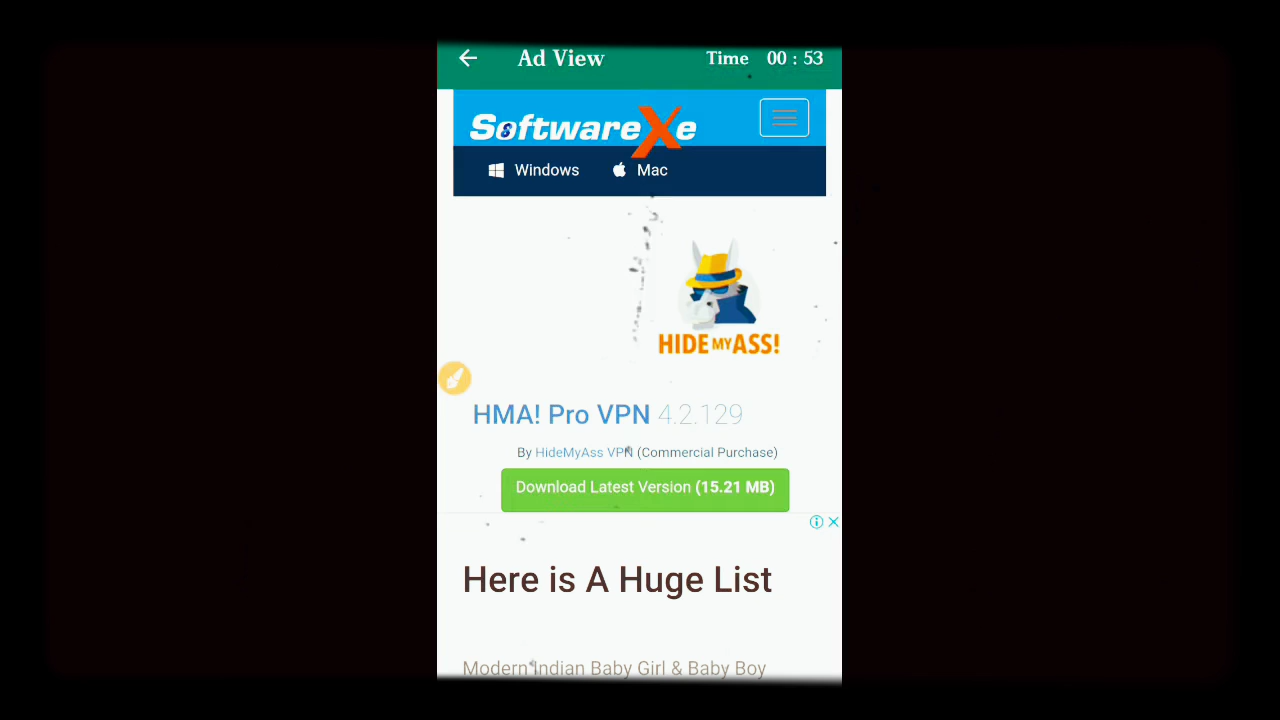 Ad View Time 00 : 53
SoftwareXe
Windows Mac
HIDE MY ASS!
HMA! Pro VPN 4.2.129
By HideMyAss VPN (Commercial Purchase)
Download Latest Version (15.21 MB)
Here is A Huge List
Modern Indian Baby Girl & Baby Boy